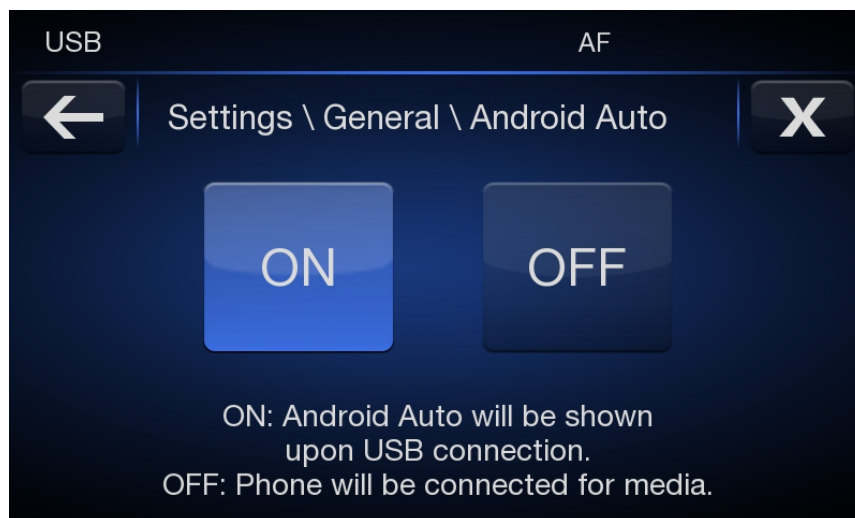 USB AF
Settings \ General \ Android Auto
X
ON OFF
ON: Android Auto will be shown
upon USB connection.
OFF: Phone will be connected for media.